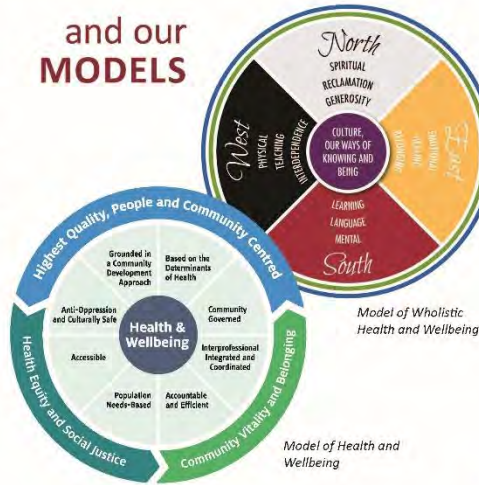 and our
MODELS
North
SPIRITUAL
RECLAMATION
GENEROSITY
West
PHYSICAL
TEACHING
INTERDEPENDENCE
CULTURE,
OUR WAYS OF
KNOWING AND
BEING
East
EMOTIONAL
HEALING
LEARNING
LANGUAGE
MENTAL
South
Model of Wholistic
Health and Wellbeing
Highest Quality, People and Community Centred
Grounded in
a Community
Development
Approach
Based on the
Determinants
of Health
Anti-Oppression
and Culturally Safe
Community
Governed
Health &
Wellbeing
Accessible
Interprofessional
Integrated and
Coordinated
Population
Needs-Based
Accountable
and Efficient
Health Equity and Social Justice
Community Vitality and Belonging
Model of Health and
Wellbeing